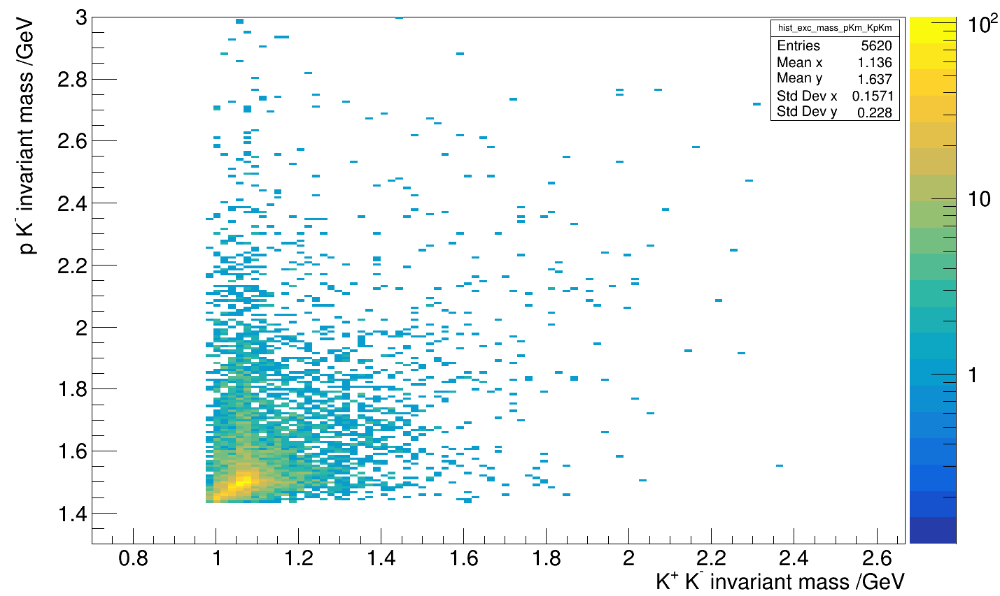 p K⁻ invariant mass /GeV
3
2.8
2.6
2.4
2.2
2
1.8
1.6
1.4
hist_exc_mass_pKm_KpKm
Entries 5620
Mean x 1.136
Mean y 1.637
Std Dev x 0.1571
Std Dev y 0.228
10²
10
1
0.8 1 1.2 1.4 1.6 1.8 2 2.2 2.4 2.6
K⁺ K⁻ invariant mass /GeV